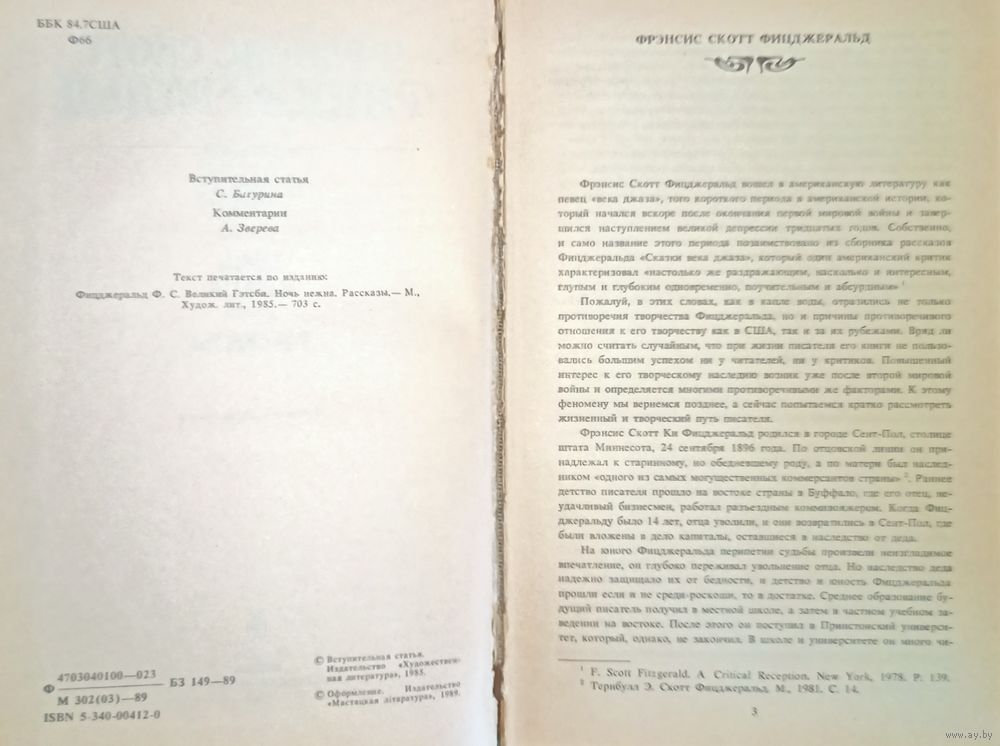 ББК 84.7США
Ф66
Вступительная статья
С. Батурина
Комментарии
А. Зверева
Текст печатается по изданию:
Фицджеральд Ф. С. Великий Гэтсби. Ночь нежна. Рассказы.— М.,
Худож. лит., 1985.— 703 с.
Ф 4703040100—023
М 302(03)—89
БЗ 149—89
ISBN 5-340-00412-0
© Вступительная статья.
Издательство «Художествен-
ная литература», 1985.
© Оформление. Издательство
«Мастацкая літаратура», 1989.
ФРЭНСИС СКОТТ ФИЦДЖЕРАЛЬД
Фрэнсис Скотт Фицджеральд вошел в американскую литературу как
певец «века джаза», того короткого периода в американской истории, ко-
торый начался вскоре после окончания первой мировой войны и завер-
шился наступлением великой депрессии тридцатых годов. Собственно,
и само название этого периода позаимствовано из сборника рассказов
Фицджеральда «Сказки века джаза», который один американский критик
характеризовал «настолько же раздражающим, насколько и интересным,
глупым и глубоким одновременно, поучительным и абсурдным» 1
Пожалуй, в этих словах, как в капле воды, отразились не только
противоречия творчества Фицджеральда, но и причины противоречивого
отношения к его творчеству как в США, так и за их рубежами. Вряд ли
можно считать случайным, что при жизни писателя его книги не пользо-
вались большим успехом ни у читателей, ни у критиков. Повышенный
интерес к его творческому наследию возник уже после второй мировой
войны и определяется многими противоречивыми же факторами. К этому
феномену мы вернемся позднее, а сейчас попытаемся кратко рассмотреть
жизненный и творческий путь писателя.
Фрэнсис Скотт Ки Фицджеральд родился в городе Сент-Пол, столице
штата Миннесота, 24 сентября 1896 года. По отцовской линии он при-
надлежал к старинному, но обедневшему роду, а по матери был наслед-
ником «одного из самых могущественных коммерсантов страны» 2. Раннее
детство писателя прошло на востоке страны в Буффало, где его отец, не-
удачливый бизнесмен, работал разъездным коммивояжером. Когда Фиц-
джеральду было 14 лет, отца уволили, и они возвратились в Сент-Пол, где
были вложены в дело капиталы, оставшиеся в наследство от деда.
На юного Фицджеральда перипетии судьбы произвели неизгладимое
впечатление, он глубоко переживал увольнение отца. Но наследство деда
надежно защищало их от бедности, и детство и юность Фицджеральда
прошли если и не среди роскоши, то в достатке. Среднее образование бу-
дущий писатель получил в местной школе, а затем в частном учебном за-
ведении на востоке. После этого он поступил в Принстонский универси-
тет, который, однако, не закончил. В школе и университете он много чи-
1 F. Scott Fitzgerald. A Critical Reception. New York, 1978. P. 139.
2 Тернбулл Э. Скотт Фицджеральд. М., 1981. С. 14.
3
www.ay.by